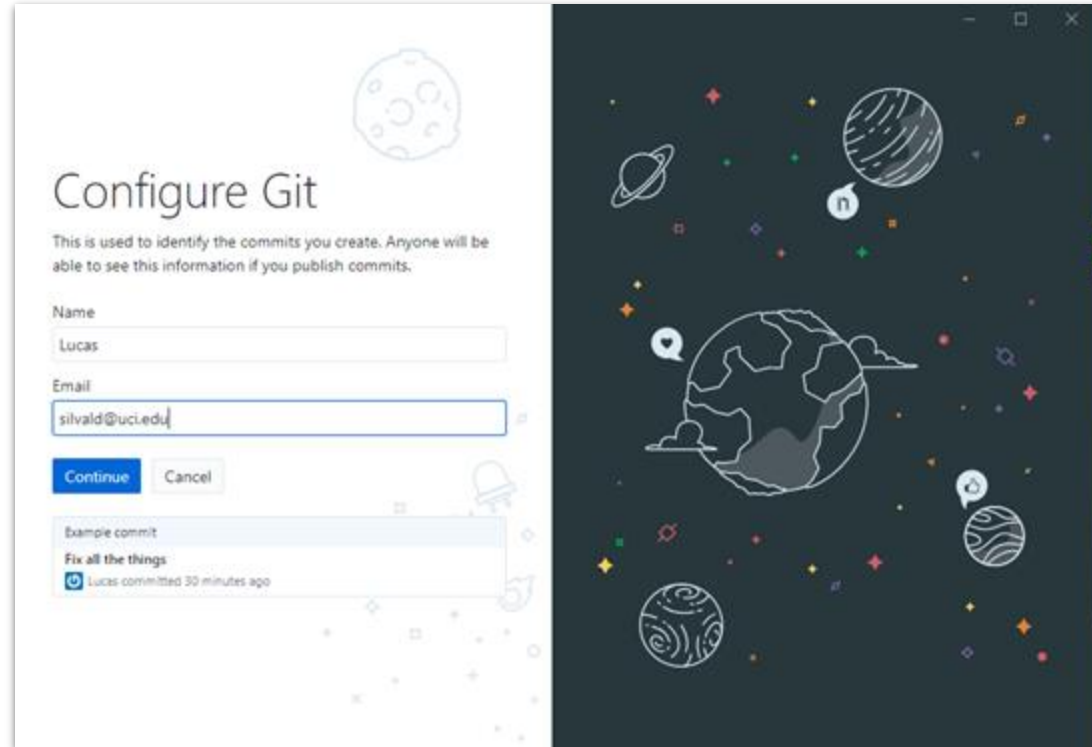 Configure Git
This is used to identify the commits you create. Anyone will be
able to see this information if you publish commits.
Name
Lucas
Email
silvald@uci.edu
Continue Cancel
Example commit
Fix all the things
Lucas committed 30 minutes ago
n